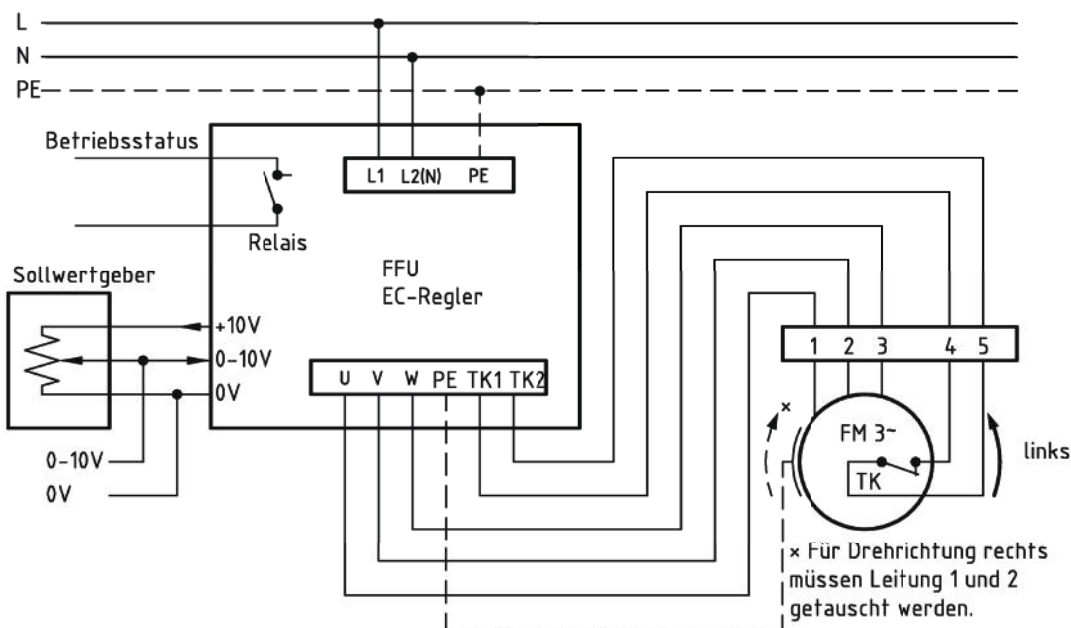 L
N
PE
Betriebsstatus
L1 L2(N) PE
Relais
Sollwertgeber
FFU
EC-Regler
+10V
0-10V
0V
U V W PE TK1 TK2
1 2 3 4 5
×
FM 3~
TK
links
0-10V
0V
× Für Drehrichtung rechts
müssen Leitung 1 und 2
getauscht werden.